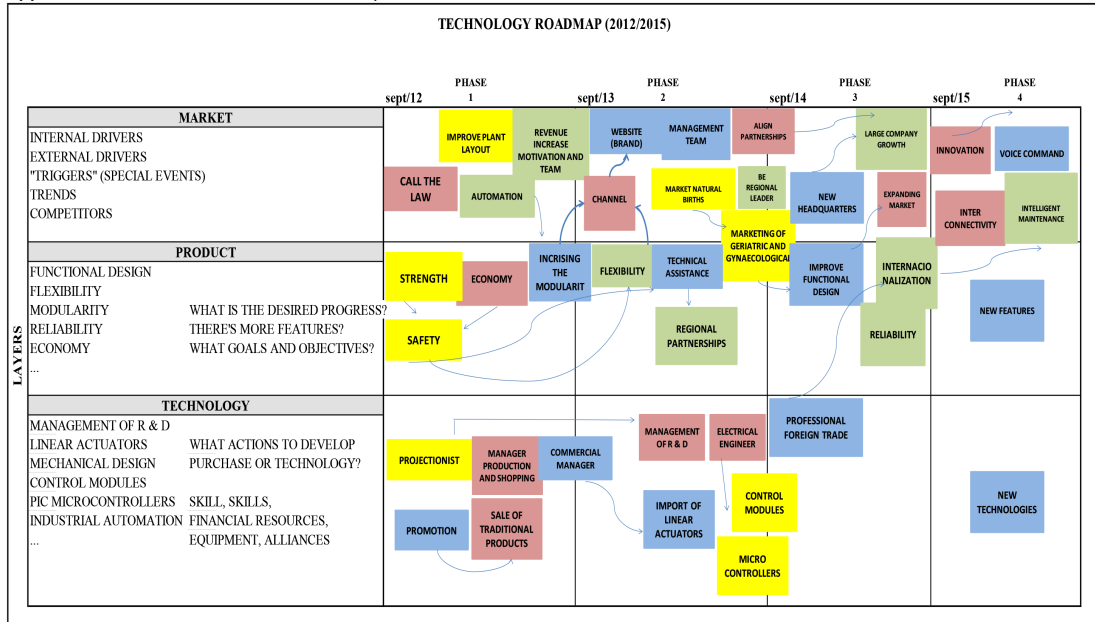 TECHNOLOGY ROADMAP (2012/2015)
PHASE
1
PHASE
2
PHASE
3
PHASE
4
sept/12
sept/13
sept/14
sept/15
LAYERS
MARKET
INTERNAL DRIVERS
EXTERNAL DRIVERS
"TRIGGERS" (SPECIAL EVENTS)
TRENDS
COMPETITORS
IMPROVE PLANT
LAYOUT
REVENUE
INCREASE
MOTIVATION AND
TEAM
CALL THE
LAW
AUTOMATION
WEBSITE
(BRAND)
MANAGEMENT
TEAM
ALIGN
PARTNERSHIPS
CHANNEL
MARKET NATURAL
BIRTHS
BE
REGIONAL
LEADER
MARKETING OF
GERIATRIC AND
GYNAECOLOGICAL
LARGE COMPANY
GROWTH
NEW
HEADQUARTERS
EXPANDING
MARKET
INNOVATION
VOICE COMMAND
INTER
CONNECTIVITY
INTELLIGENT
MAINTENANCE
PRODUCT
FUNCTIONAL DESIGN
FLEXIBILITY
MODULARITY WHAT IS THE DESIRED PROGRESS?
RELIABILITY THERE'S MORE FEATURES?
ECONOMY WHAT GOALS AND OBJECTIVES?
...
STRENGTH
ECONOMY
SAFETY
INCRISING
THE
MODULARIT
FLEXIBILITY
TECHNICAL
ASSISTANCE
REGIONAL
PARTNERSHIPS
IMPROVE
FUNCTIONAL
DESIGN
INTERNACIO
NALIZATION
RELIABILITY
NEW FEATURES
TECHNOLOGY
MANAGEMENT OF R & D
LINEAR ACTUATORS WHAT ACTIONS TO DEVELOP
MECHANICAL DESIGN PURCHASE OR TECHNOLOGY?
CONTROL MODULES
PIC MICROCONTROLLERS SKILL, SKILLS,
INDUSTRIAL AUTOMATION FINANCIAL RESOURCES,
... EQUIPMENT, ALLIANCES
PROJECTIONIST
MANAGER
PRODUCTION
AND SHOPPING
COMMERCIAL
MANAGER
PROMOTION
SALE OF
TRADITIONAL
PRODUCTS
MANAGEMENT
OF R & D
ELECTRICAL
ENGINEER
IMPORT OF
LINEAR
ACTUATORS
CONTROL
MODULES
MICRO
CONTROLLERS
PROFESSIONAL
FOREIGN TRADE
NEW
TECHNOLOGIES